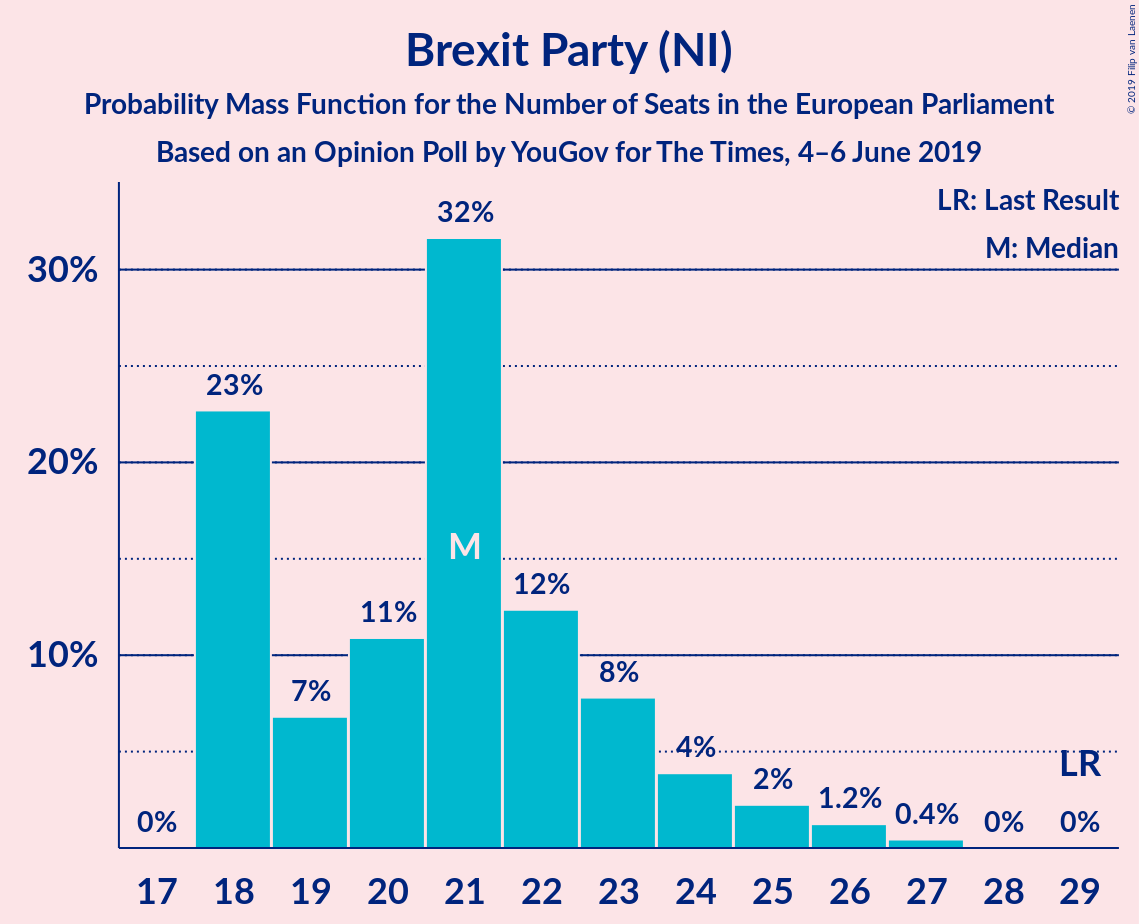 Brexit Party (NI)
Probability Mass Function for the Number of Seats in the European Parliament
Based on an Opinion Poll by YouGov for The Times, 4–6 June 2019
© 2019 Filip van Laenen
LR: Last Result
M: Median
30%
20%
10%
0%
23%
7%
11%
32%
M
12%
8%
4%
2%
1.2%
0.4%
0%
LR
0%
17 18 19 20 21 22 23 24 25 26 27 28 29